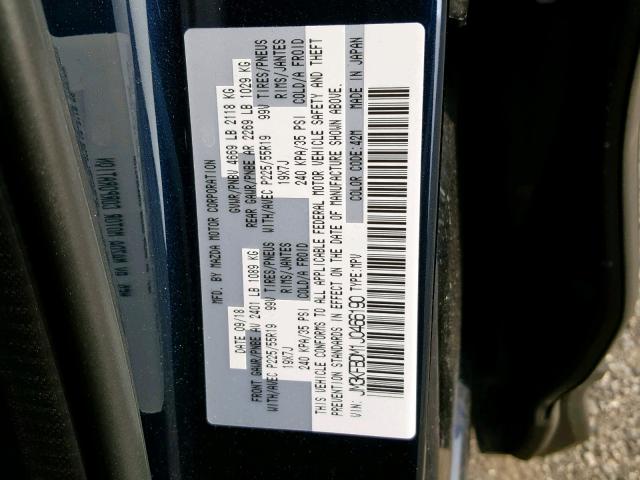 MFD. BY MAZDA MOTOR CORPORATION
DATE 09/18 GVWR/PNBV 4669 LB 2118 KG
FRONT GAWR/PNBE AV 2401 LB 1089 KG REAR GAWR/PNBE AR 2269 LB 1029 KG
WITH/AVEC P225/55R19 99V TIRES/PNEUS WITH/AVEC P225/55R19 99V TIRES/PNEUS
19X7J RIMS/JANTES 19X7J RIMS/JANTES
240 KPA/35 PSI COLD/A FROID 240 KPA/35 PSI COLD/A FROID
THIS VEHICLE CONFORMS TO ALL APPLICABLE FEDERAL MOTOR VEHICLE SAFETY AND THEFT
PREVENTION STANDARDS IN EFFECT ON THE DATE OF MANUFACTURE SHOWN ABOVE.
VIN: JM3KFBDM1J0466190 TYPE:MPV COLOR CODE:42M MADE IN JAPAN